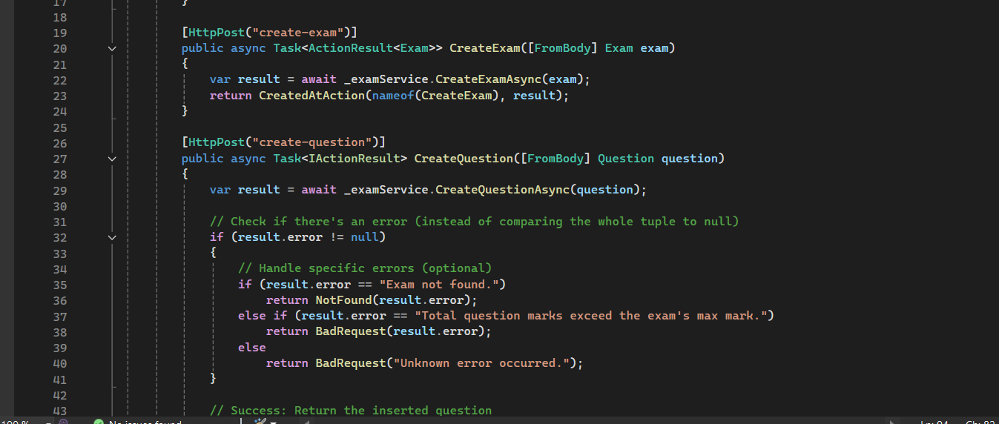 17 }
18
19 [HttpPost("create-exam")]
20 public async Task<ActionResult<Exam>> CreateExam([FromBody] Exam exam)
21 {
22 var result = await _examService.CreateExamAsync(exam);
23 return CreatedAtAction(nameof(CreateExam), result);
24 }
25
26 [HttpPost("create-question")]
27 public async Task<IActionResult> CreateQuestion([FromBody] Question question)
28 {
29 var result = await _examService.CreateQuestionAsync(question);
30
31 // Check if there's an error (instead of comparing the whole tuple to null)
32 if (result.error != null)
33 {
34 // Handle specific errors (optional)
35 if (result.error == "Exam not found.")
36 return NotFound(result.error);
37 else if (result.error == "Total question marks exceed the exam's max mark.")
38 return BadRequest(result.error);
39 else
40 return BadRequest("Unknown error occurred.");
41 }
42
43 // Success: Return the inserted question
100 % No issues found Ln: 94 Ch: 82